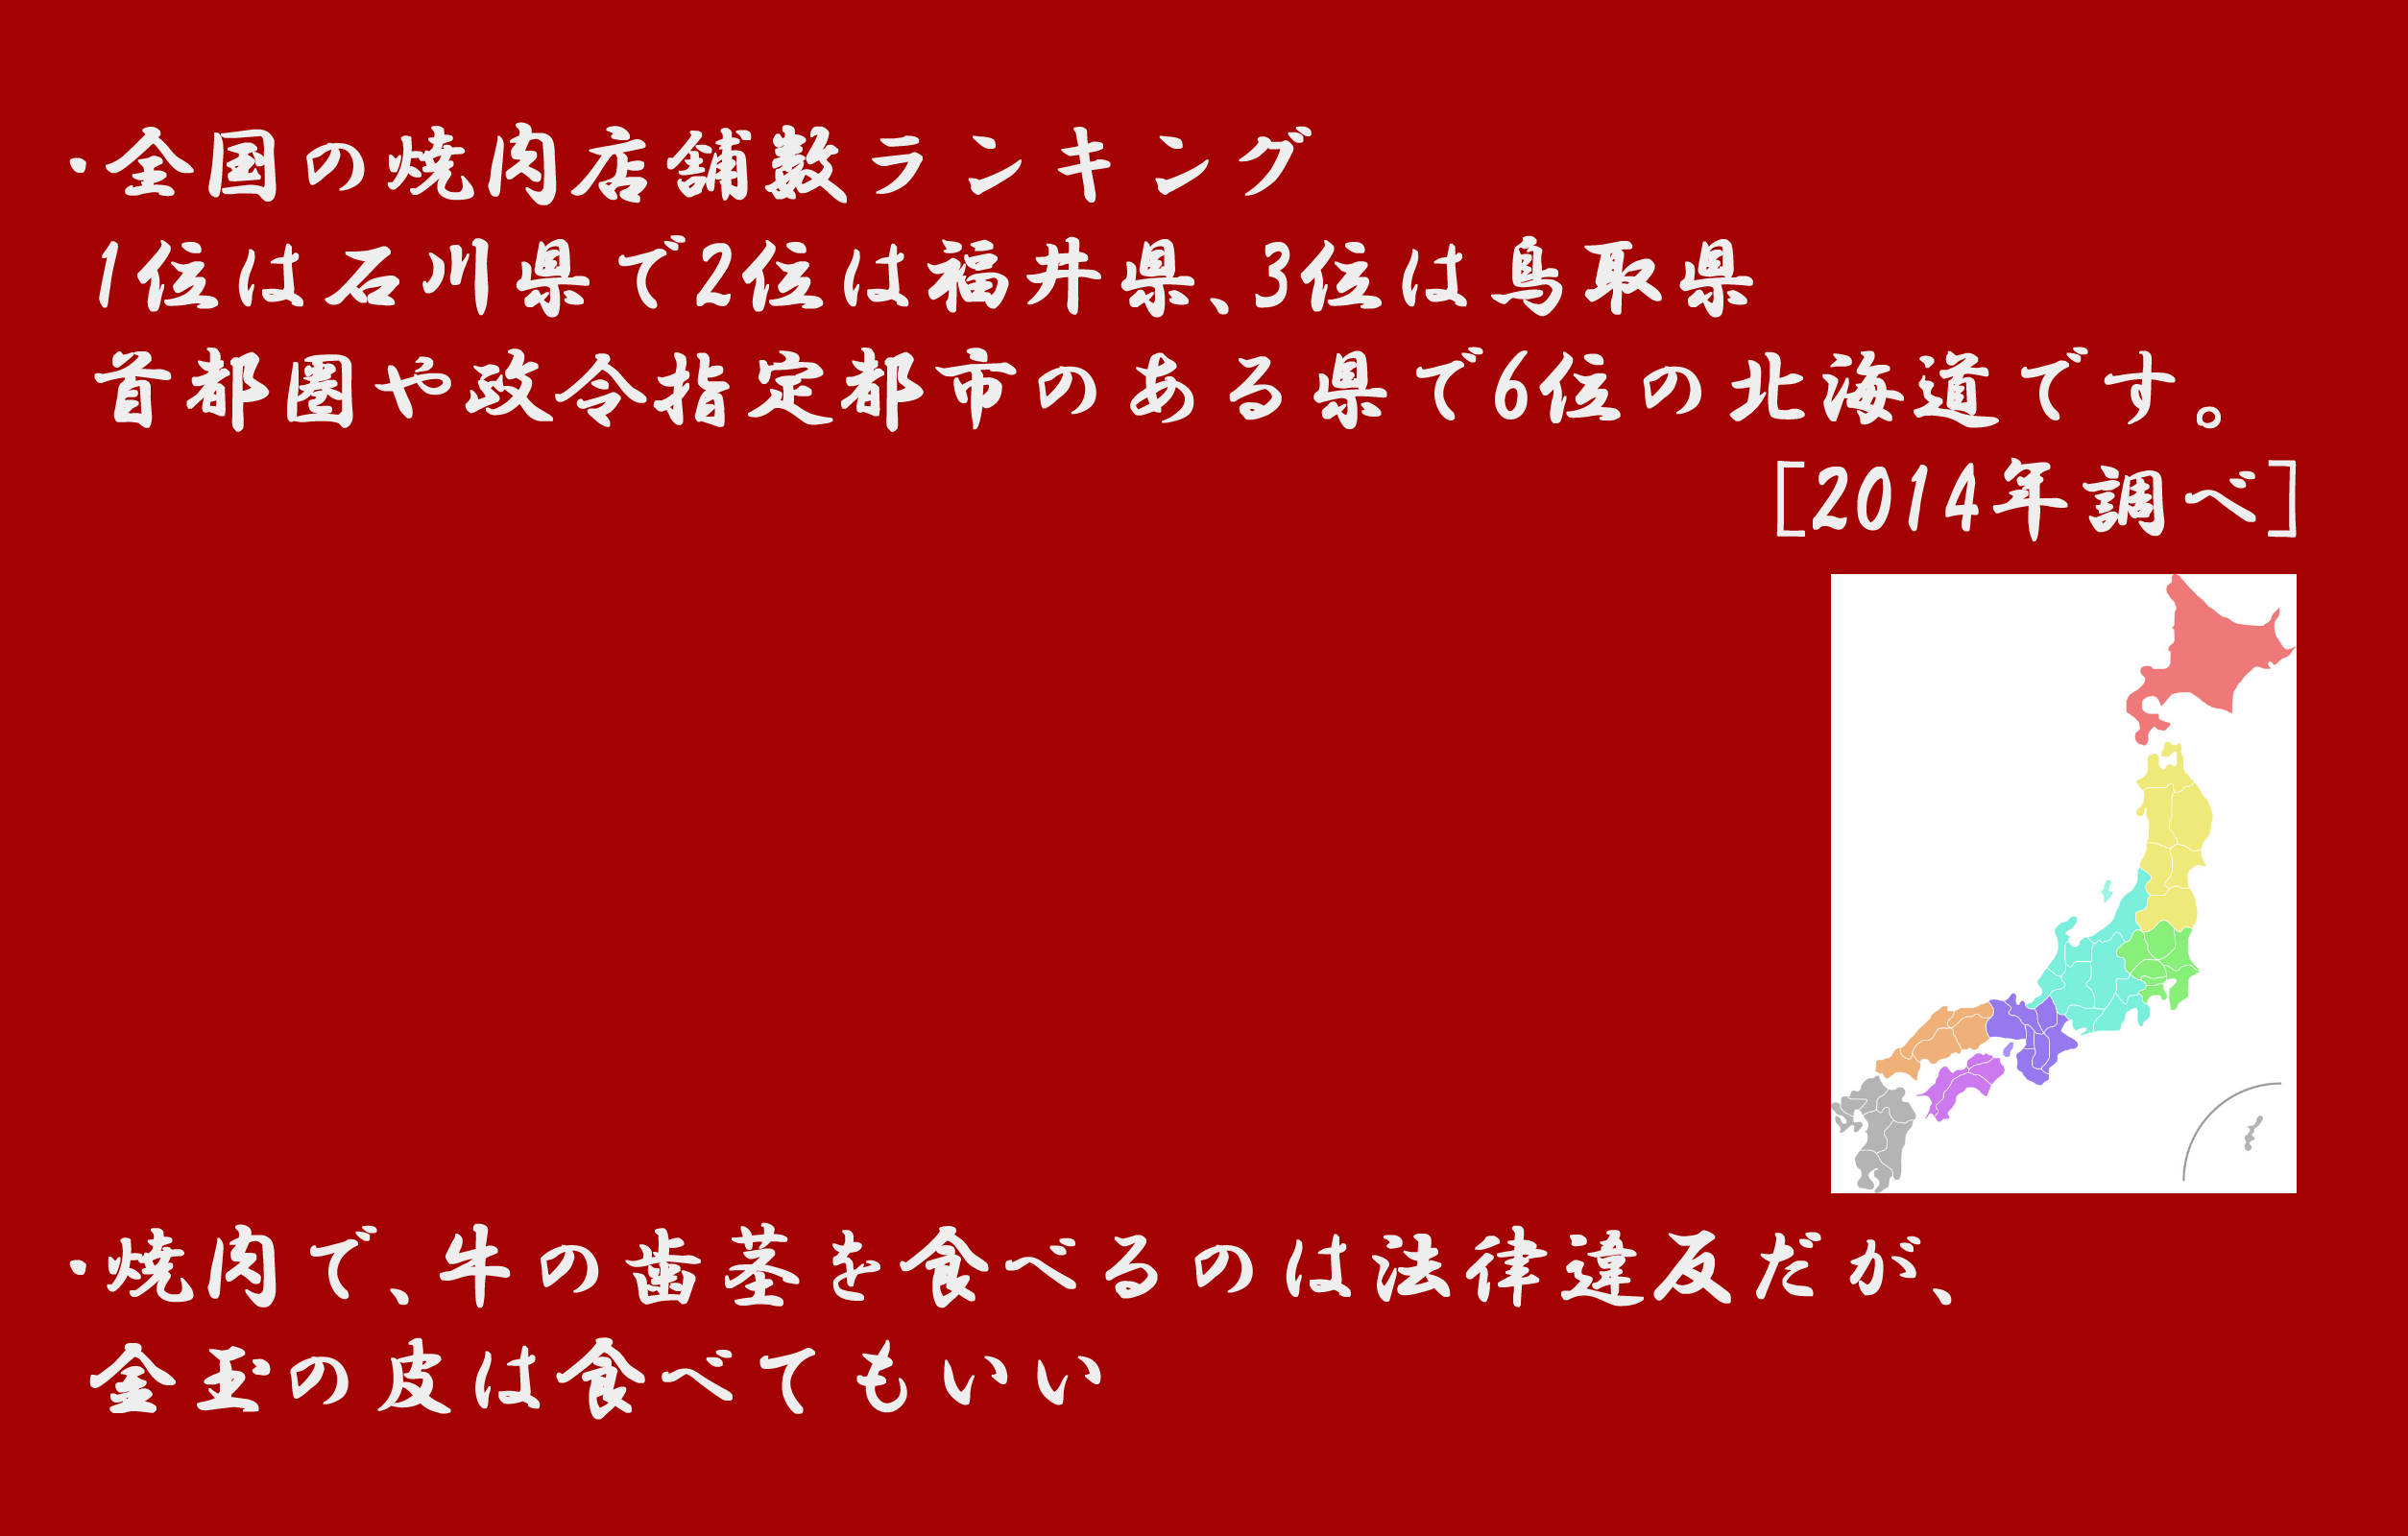 ・全国の焼肉店舗数ランキング
1位は石川県で2位は福井県、3位は鳥取県
首都圏や政令指定都市のある県で6位の北海道です。
[2014年調べ]
・焼肉で、牛の歯茎を食べるのは法律違反だが、
金玉の皮は食べてもいい